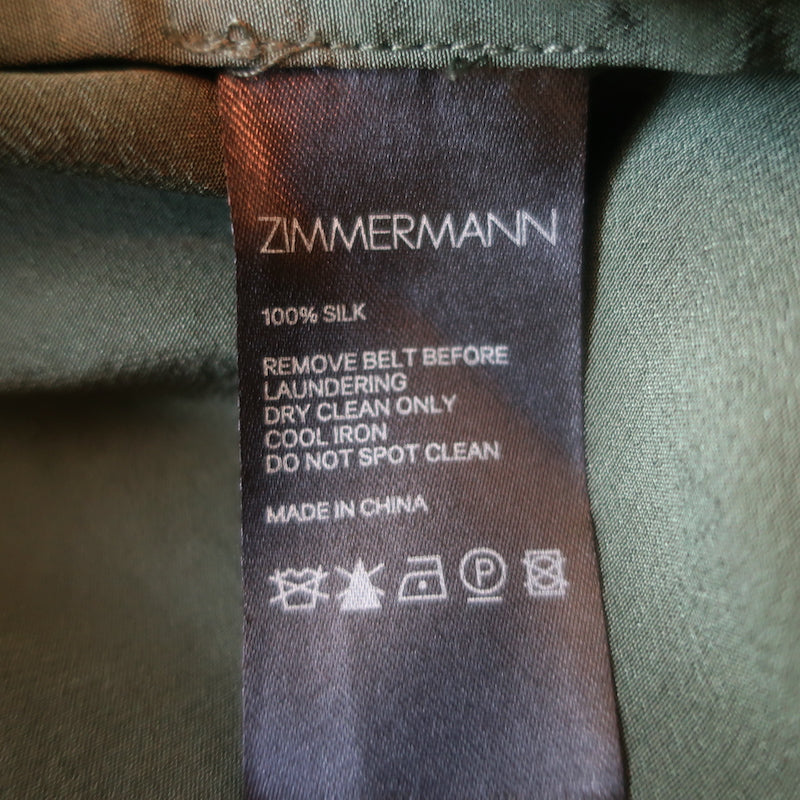 ZIMMERMANN
100% SILK
REMOVE BELT BEFORE
LAUNDERING
DRY CLEAN ONLY
COOL IRON
DO NOT SPOT CLEAN
MADE IN CHINA
P